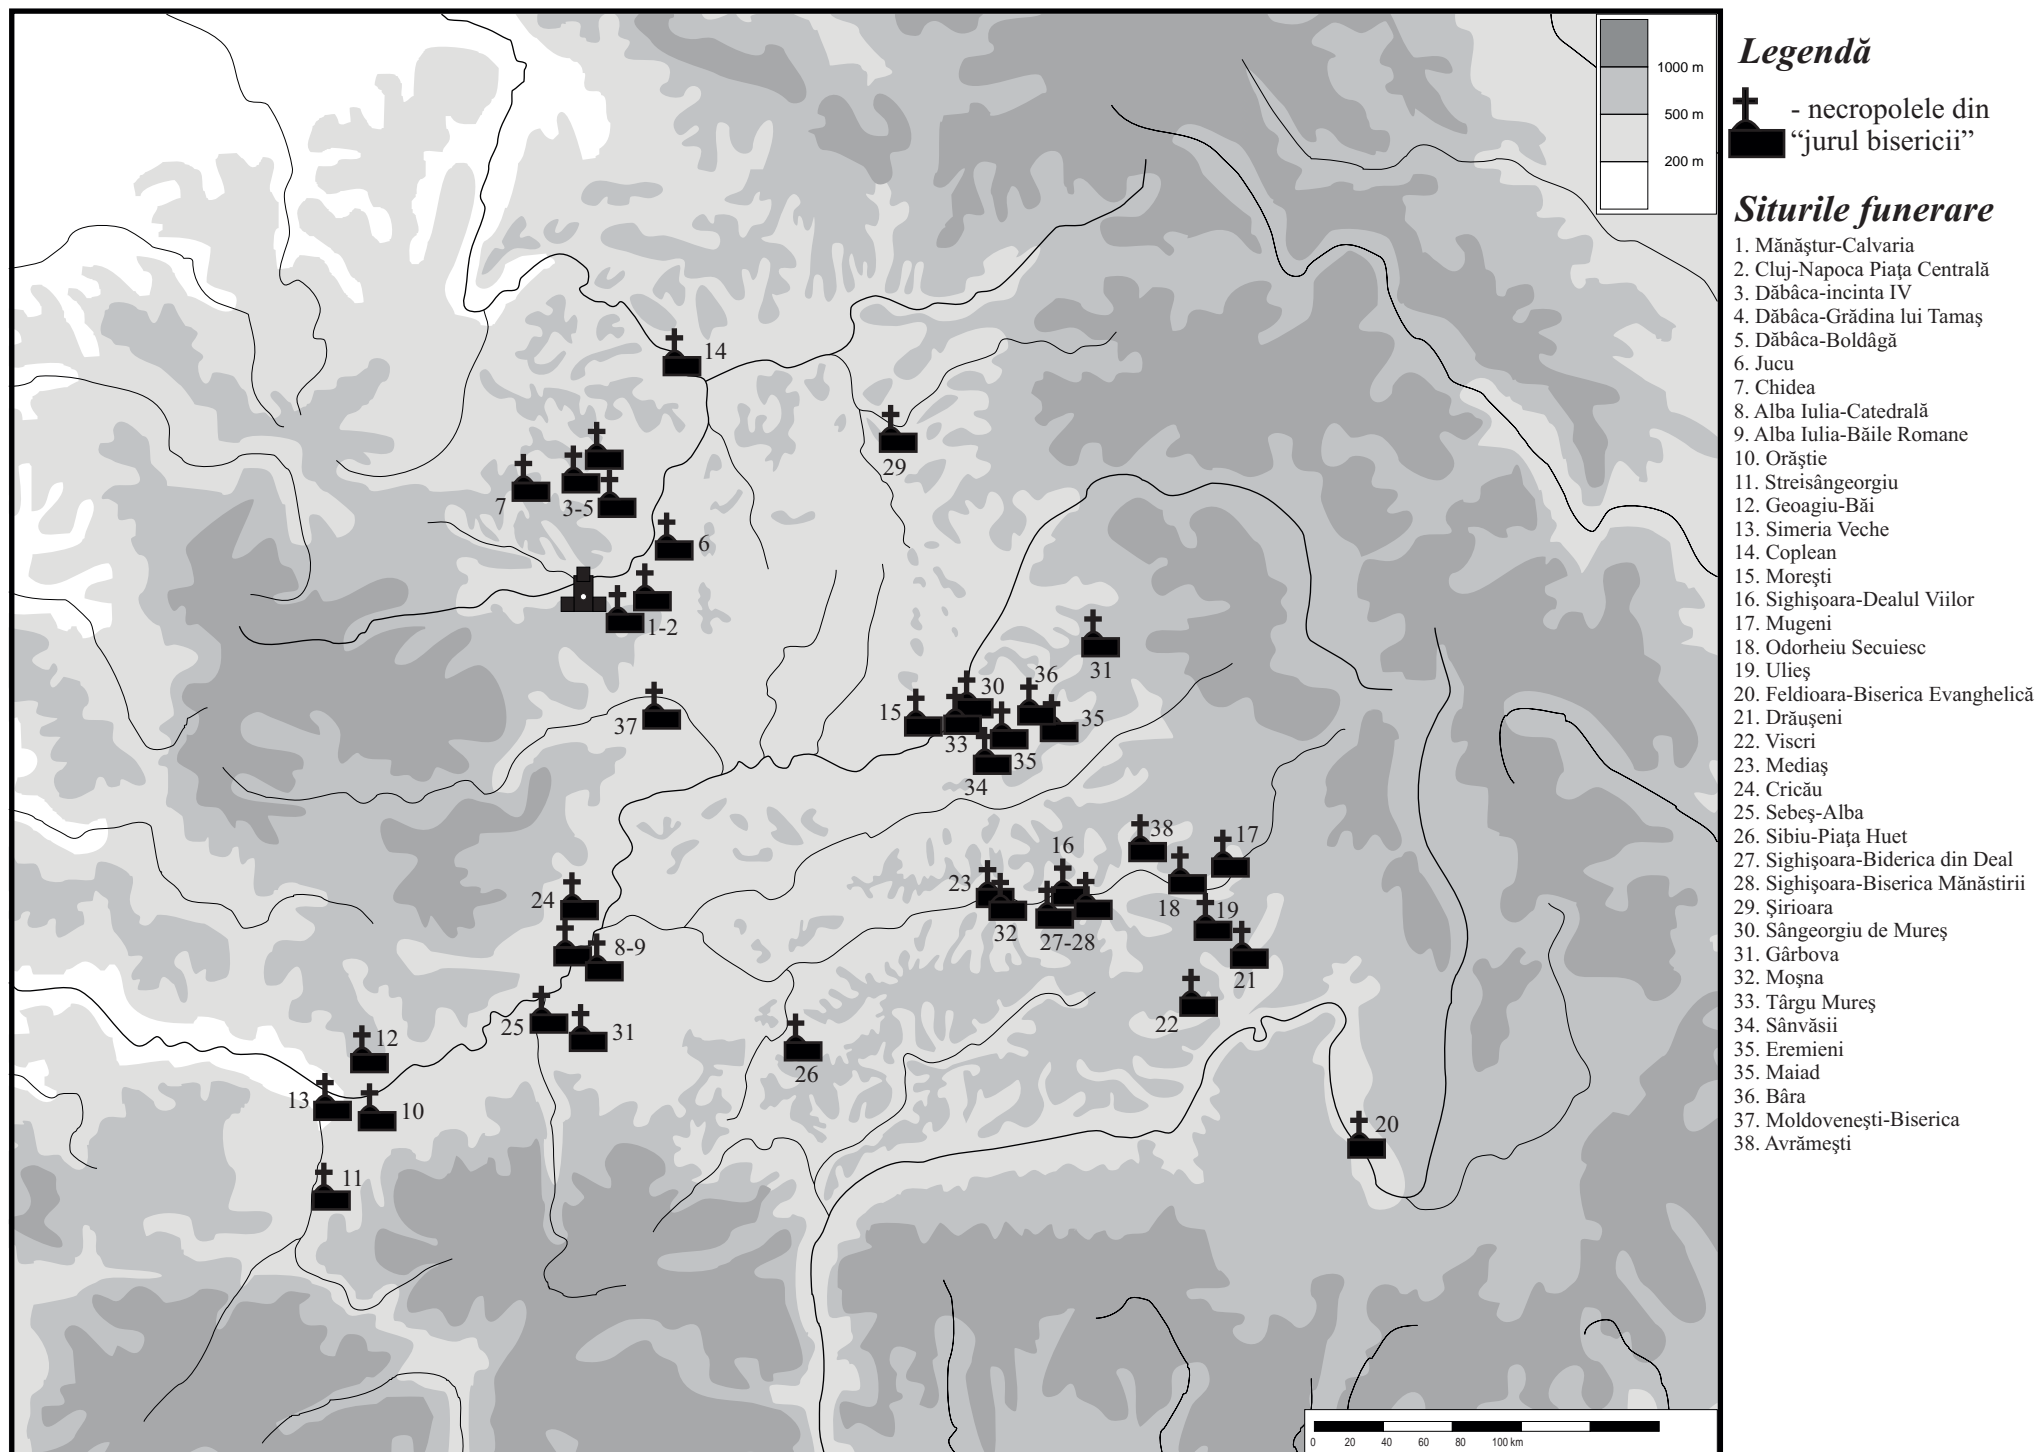 1000 m
500 m
200 m
Legendă
- necropolele din
“jurul bisericii”
Siturile funerare
1. Mănăştur-Calvaria
2. Cluj-Napoca Piaţa Centrală
3. Dăbâca-incinta IV
4. Dăbâca-Grădina lui Tamaş
5. Dăbâca-Boldâgă
6. Jucu
7. Chidea
8. Alba Iulia-Catedrală
9. Alba Iulia-Băile Romane
10. Orăştie
11. Streisângeorgiu
12. Geoagiu-Băi
13. Simeria Veche
14. Coplean
15. Moreşti
16. Sighişoara-Dealul Viilor
17. Mugeni
18. Odorheiu Secuiesc
19. Ulieş
20. Feldioara-Biserica Evanghelică
21. Drăuşeni
22. Viscri
23. Mediaş
24. Cricău
25. Sebeş-Alba
26. Sibiu-Piaţa Huet
27. Sighişoara-Biderica din Deal
28. Sighişoara-Biserica Mănăstirii
29. Şirioara
30. Sângeorgiu de Mureş
31. Gârbova
32. Moşna
33. Târgu Mureş
34. Sânvăsii
35. Eremieni
35. Maiad
36. Bâra
37. Moldoveneşti-Biserica
38. Avrămeşti
14
29
7
3-5
6
1-2
31
36
30
15
37
35
33
35
34
38
17
16
23
24
18
19
32
27-28
8-9
21
22
25
31
12
26
13
10
20
11
0 20 40 60 80 100 km